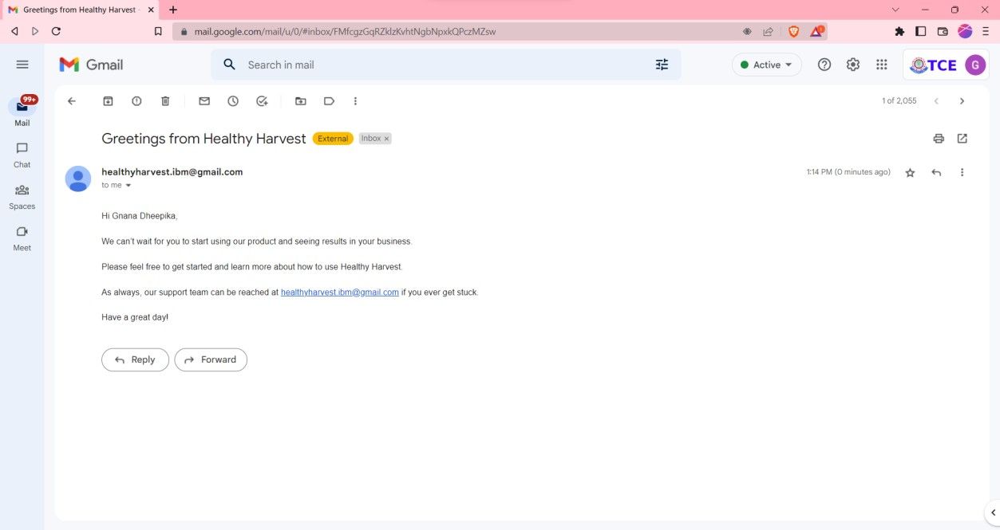 Greetings from Healthy Harvest -
mail.google.com/mail/u/0/#inbox/FMfcgzGqRZklzKvhtNgbNpxkQPczMZsw
Gmail
Search in mail
Active
TCE
G
99+
Mail
Chat
Spaces
Meet
1 of 2,055
Greetings from Healthy Harvest External Inbox ×
healthyharvest.ibm@gmail.com
1:14 PM (0 minutes ago)
to me
Hi Gnana Dheepika,
We can't wait for you to start using our product and seeing results in your business.
Please feel free to get started and learn more about how to use Healthy Harvest.
As always, our support team can be reached at healthyharvest.ibm@gmail.com if you ever get stuck.
Have a great day!
Reply
Forward